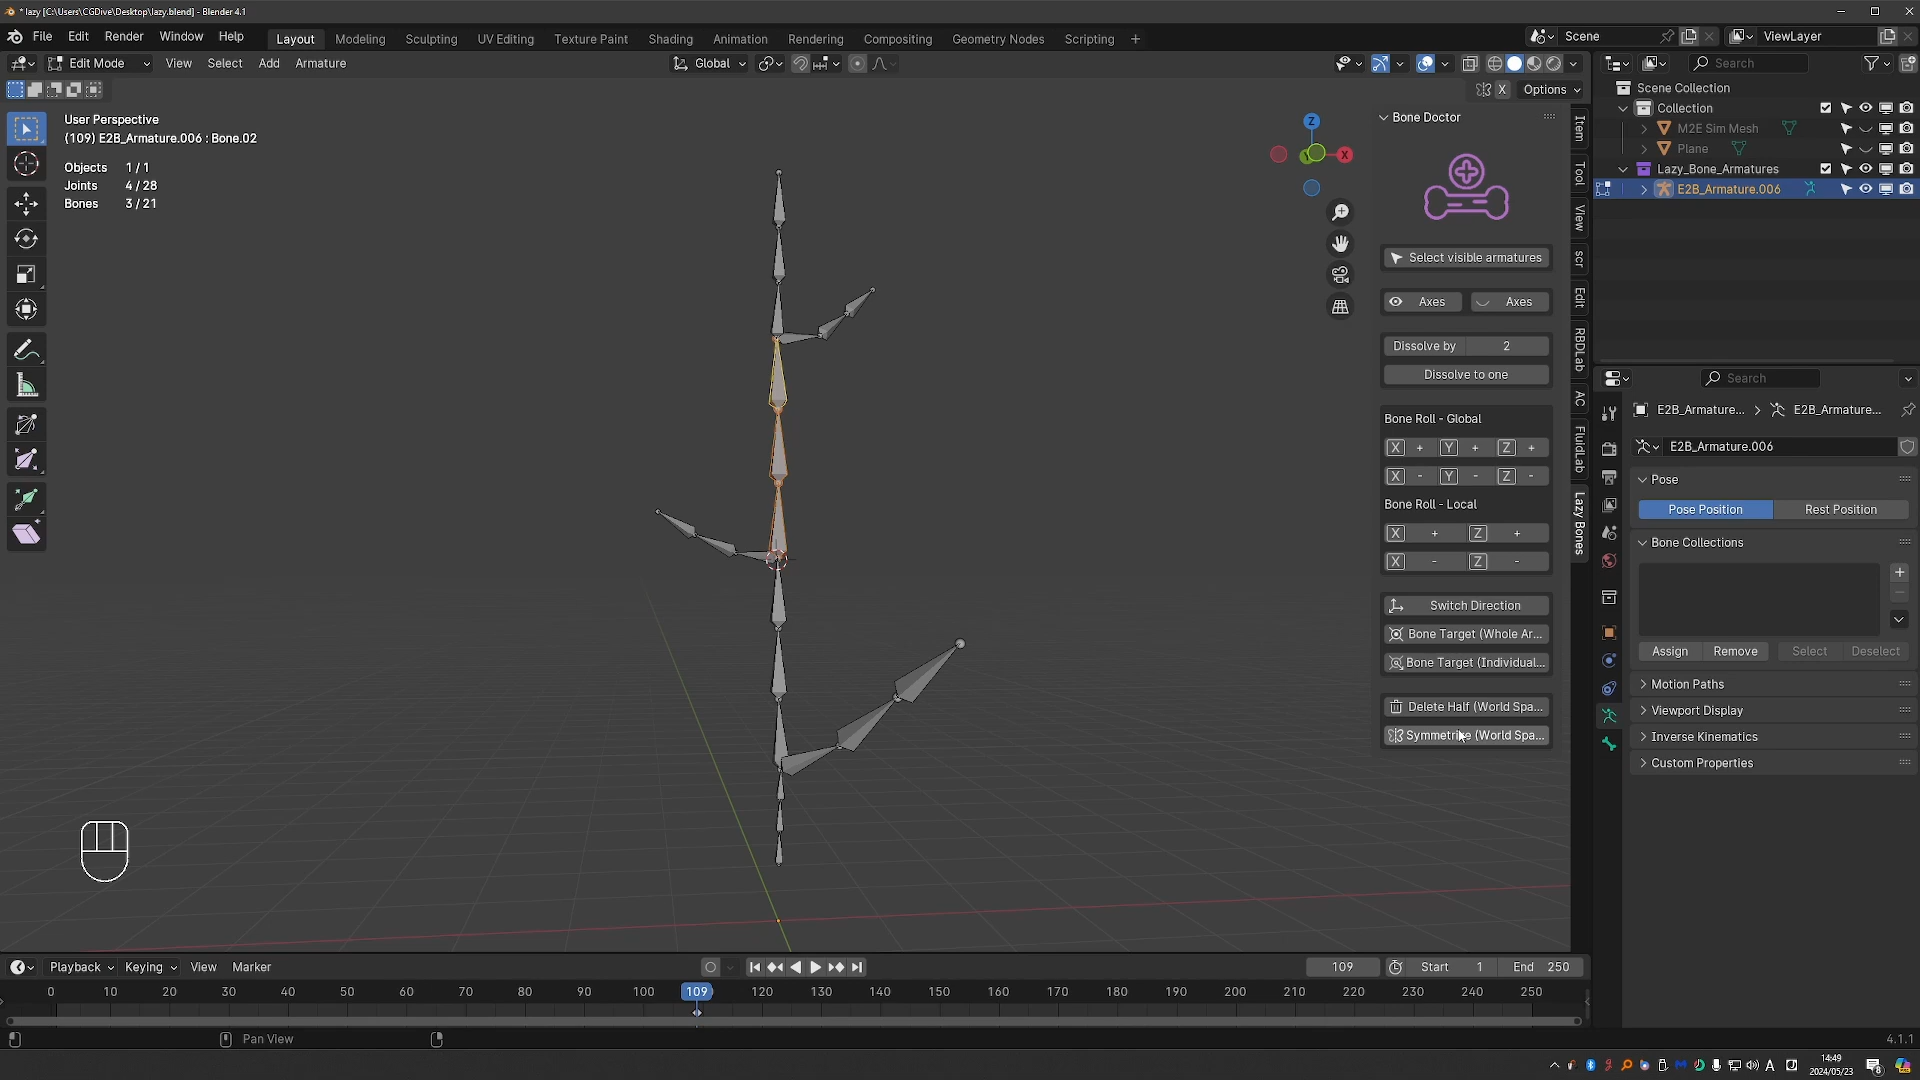 * lazy [C:\Users\CGDive\Desktop\lazy.blend] - Blender 4.1
File Edit Render Window Help
Layout Modeling Sculpting UV Editing Texture Paint Shading Animation Rendering Compositing Geometry Nodes Scripting +
Scene
ViewLayer
Edit Mode View Select Add Armature
Global
Search
X Options
User Perspective
(109) E2B_Armature.006 : Bone.02
Objects 1/1
Joints 4/28
Bones 3/21
Z
X
Bone Doctor
Select visible armatures
Axes Axes
Dissolve by 2
Dissolve to one
Bone Roll - Global
X + Y + Z +
X - Y - Z -
Bone Roll - Local
X + Z +
X - Z -
Switch Direction
Bone Target (Whole Ar...
Bone Target (Individual...
Delete Half (World Spa...
Symmetrize (World Spa...
Item
Tool
View
scr
Edit
RBDLab
AC
FluidLab
Lazy Bones
Scene Collection
Collection
M2E Sim Mesh
Plane
Lazy_Bone_Armatures
E2B_Armature.006
Search
E2B_Armature... > E2B_Armature...
E2B_Armature.006
Pose
Pose Position Rest Position
Bone Collections
Assign Remove Select Deselect
Motion Paths
Viewport Display
Inverse Kinematics
Custom Properties
Playback Keying View Marker
109 Start 1 End 250
0 10 20 30 40 50 60 70 80 90 100 109 120 130 140 150 160 170 180 190 200 210 220 230 240 250
Pan View
4.1.1
A
14:49
2024/05/23
8